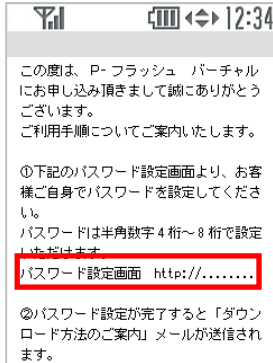 12:34
この度は、P-フラッシュ　バーチャル
にお申し込み頂きまして誠にありがとう
ございます。
ご利用手順についてご案内いたします。
①下記のパスワード設定画面より、お客
様ご自身でパスワードを設定してくださ
い。
パスワードは半角数字4桁～8桁で設定
いただけます。
パスワード設定画面　http://........
②パスワード設定が完了すると「ダウン
ロード方法のご案内」メールが送信され
ます。